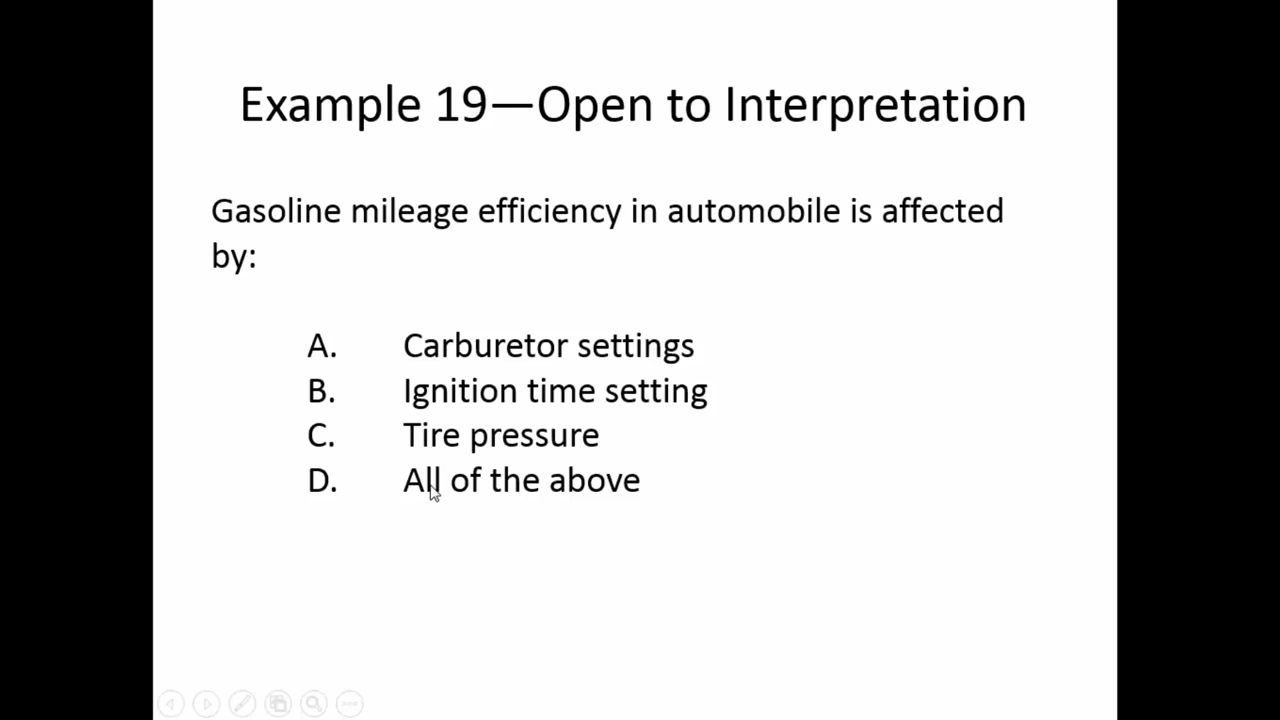 Example 19—Open to Interpretation
Gasoline mileage efficiency in automobile is affected
by:
A. Carburetor settings
B. Ignition time setting
C. Tire pressure
D. All of the above